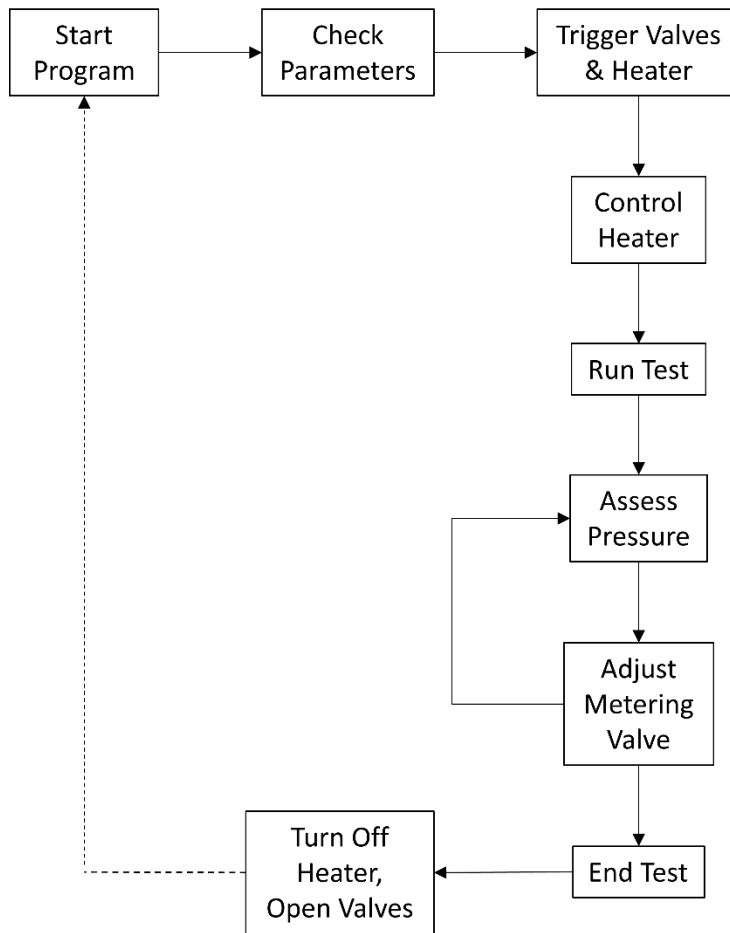 Start
Program
Check
Parameters
Trigger Valves
& Heater
Control
Heater
Run Test
Assess
Pressure
Adjust
Metering
Valve
End Test
Turn Off
Heater,
Open Valves